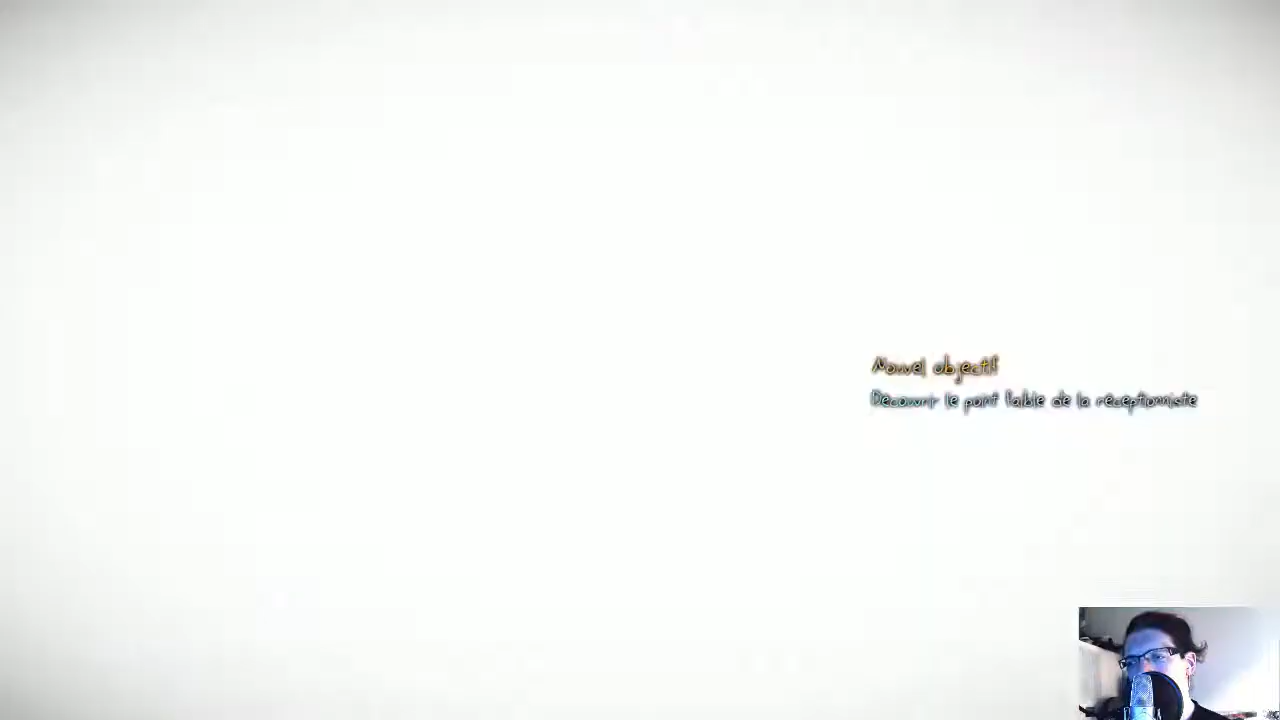 Nouvel objectif
Découvrir le point faible de la réceptionniste